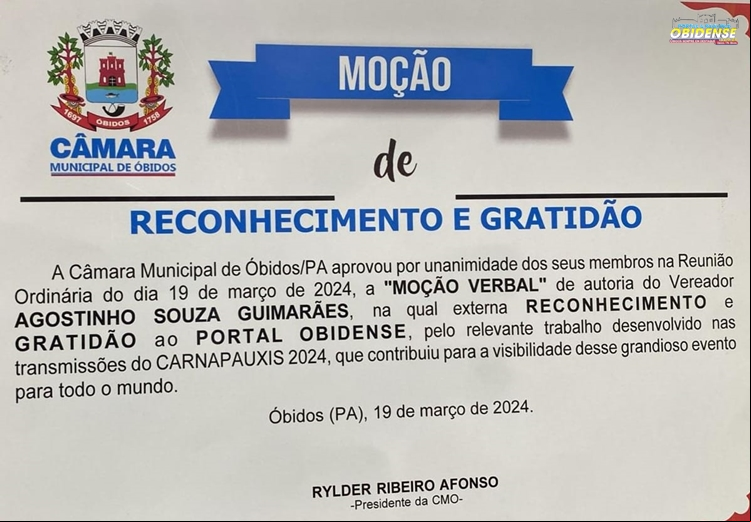 OBIDENSE
MOÇÃO
1697 ÓBIDOS 1758
CÂMARA
MUNICIPAL DE ÓBIDOS
de
RECONHECIMENTO E GRATIDÃO
A Câmara Municipal de Óbidos/PA aprovou por unanimidade dos seus membros na Reunião
Ordinária do dia 19 de março de 2024, a "MOÇÃO VERBAL" de autoria do Vereador
AGOSTINHO SOUZA GUIMARÃES, na qual externa RECONHECIMENTO e
GRATIDÃO ao PORTAL OBIDENSE, pelo relevante trabalho desenvolvido nas
transmissões do CARNAPAUXIS 2024, que contribuiu para a visibilidade desse grandioso evento
para todo o mundo.
Óbidos (PA), 19 de março de 2024.
RYLDER RIBEIRO AFONSO
-Presidente da CMO-